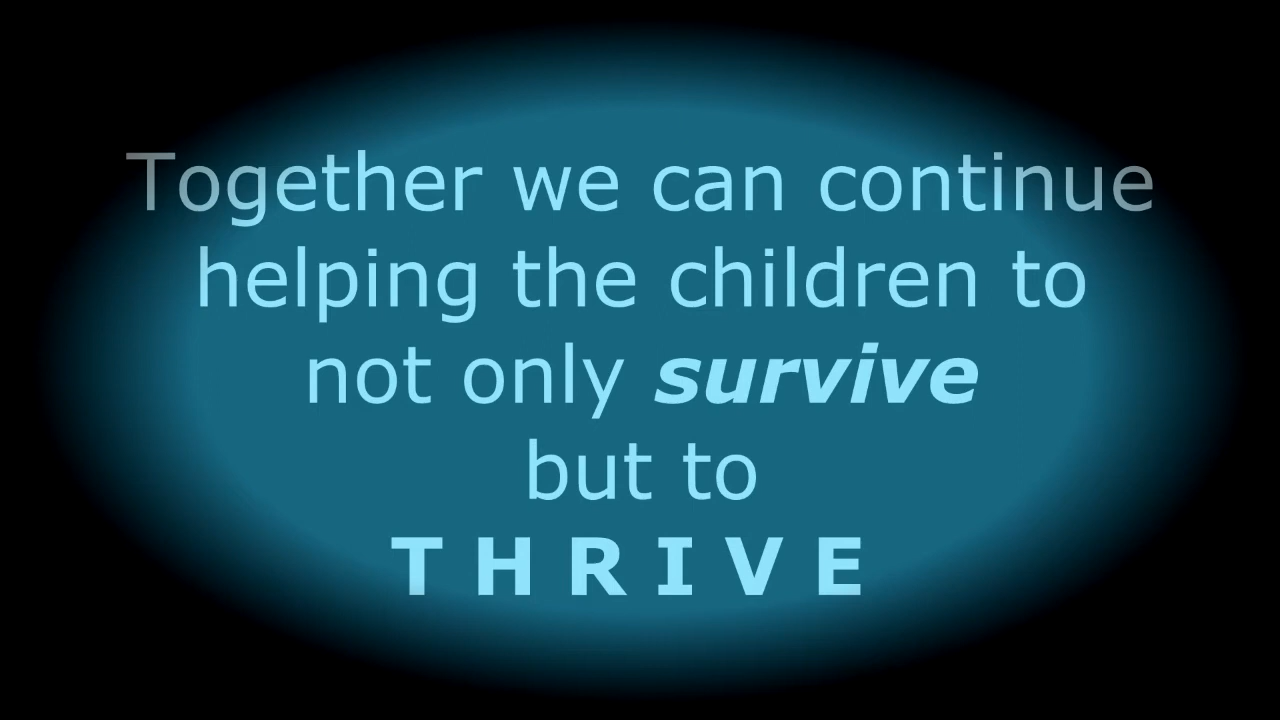 Together we can continue
helping the children to
not only survive
but to
T H R I V E